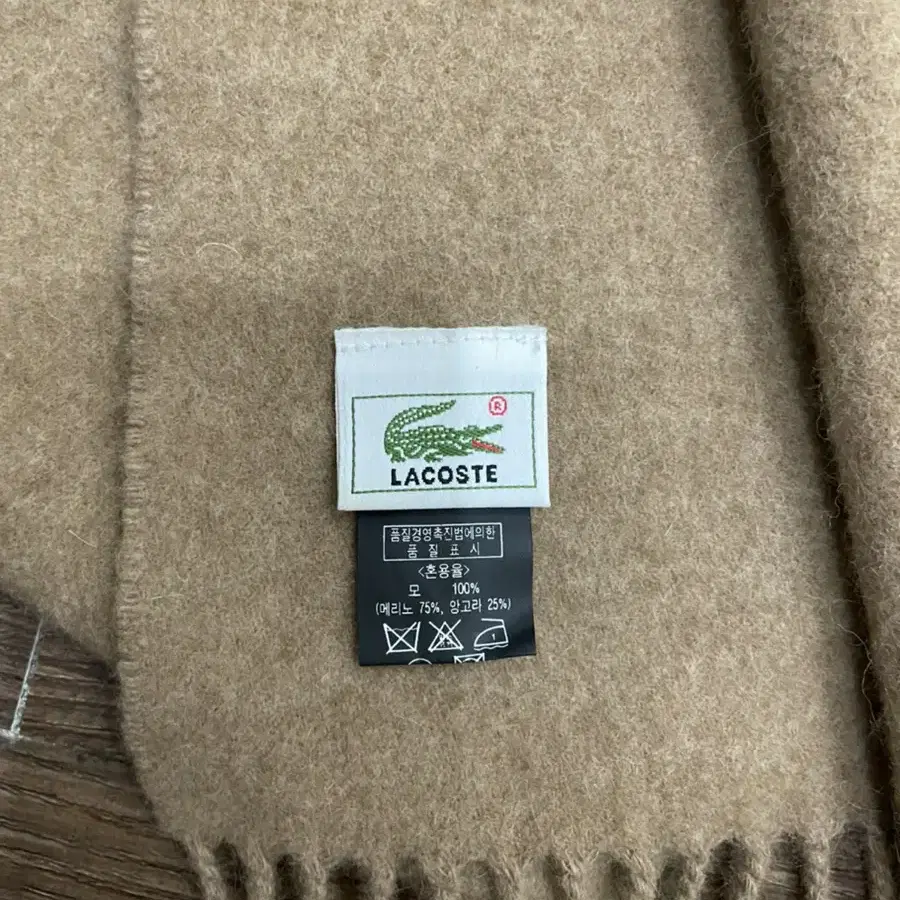 ®
LACOSTE
품질경영촉진법에의한
품 질 표 시
<혼용율>
모 100%
(메리노 75%, 앙고라 25%)
1